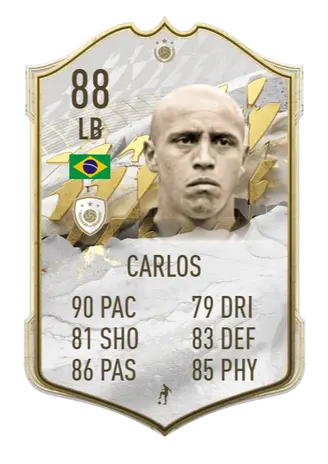 88
LB
CARLOS
90 PAC 79 DRI
81 SHO 83 DEF
86 PAS 85 PHY